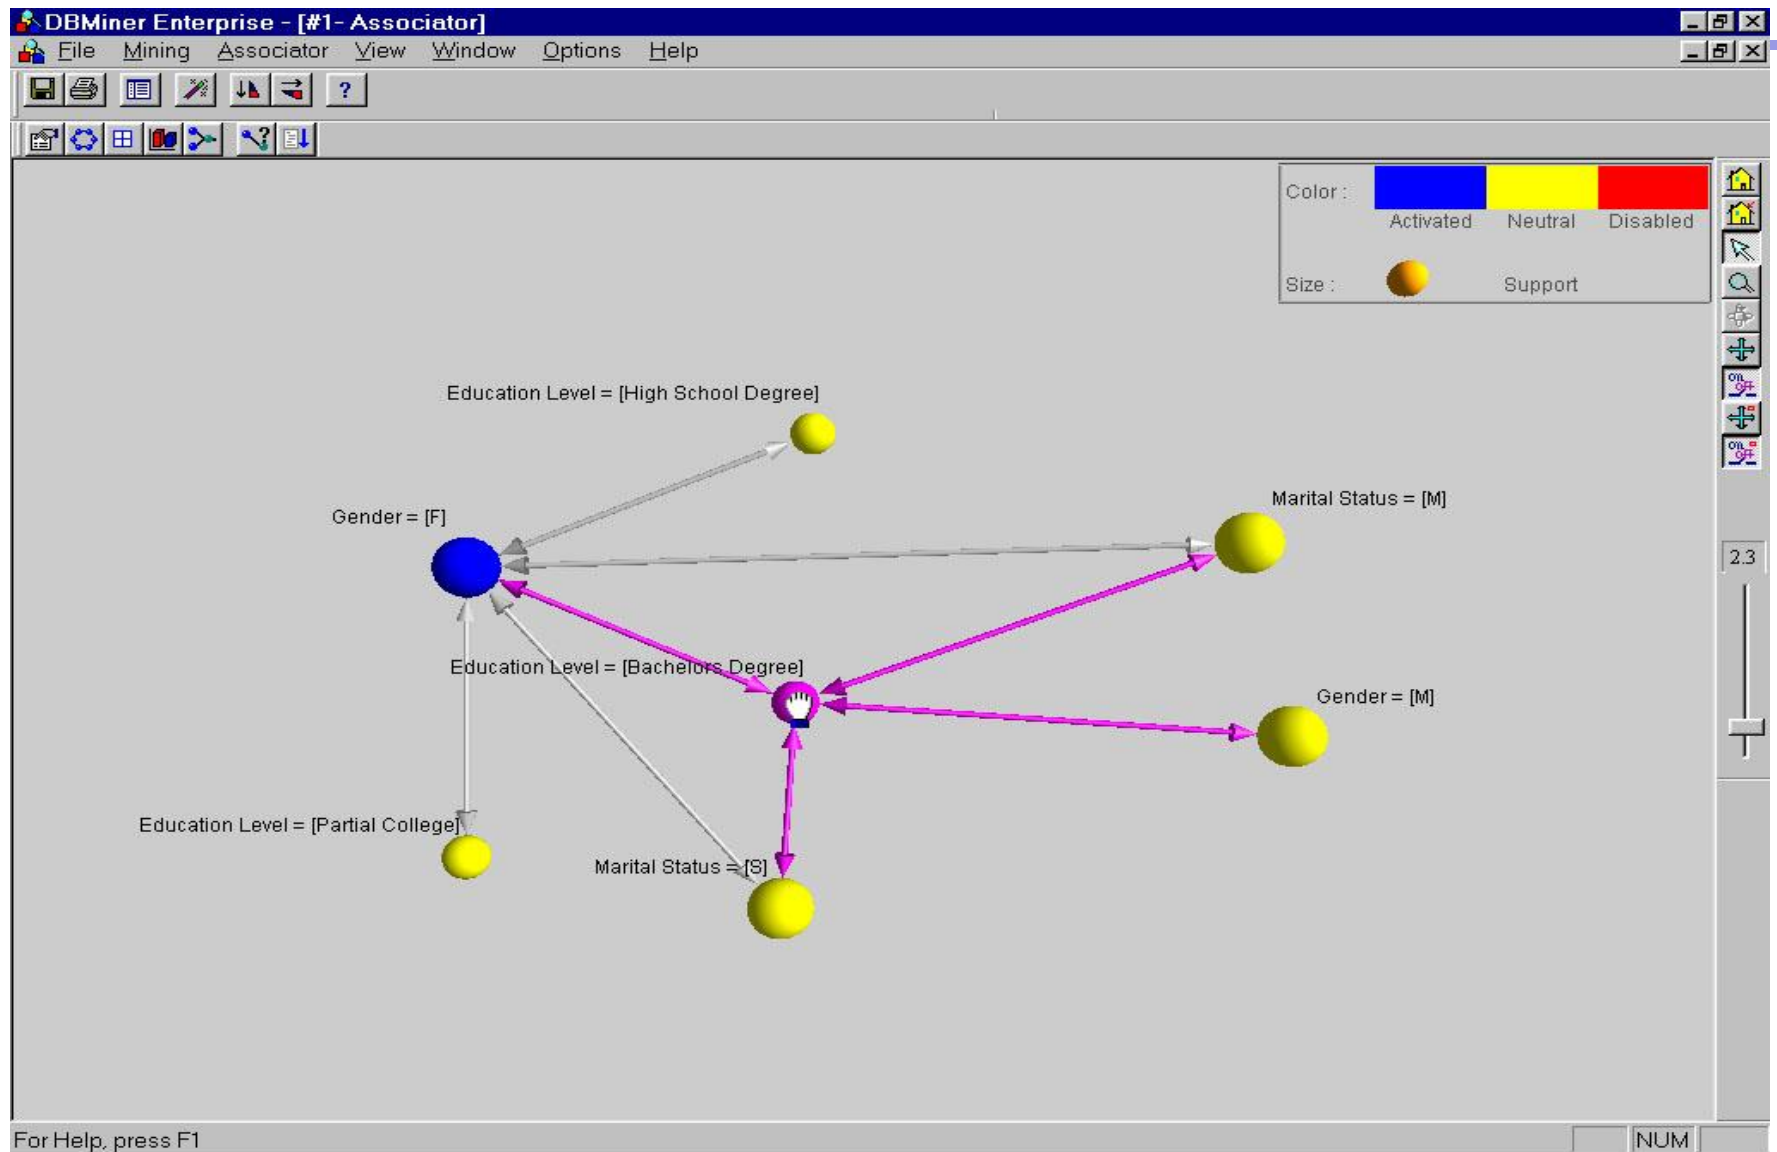 DBMiner Enterprise - [#1- Associator]
File Mining Associator View Window Options Help
?
Color :
Activated Neutral Disabled
Size : Support
Education Level = [High School Degree]
Marital Status = [M]
Gender = [F]
2.3
Education Level = [Bachelors Degree]
Gender = [M]
Education Level = [Partial College]
Marital Status = [S]
For Help, press F1
NUM